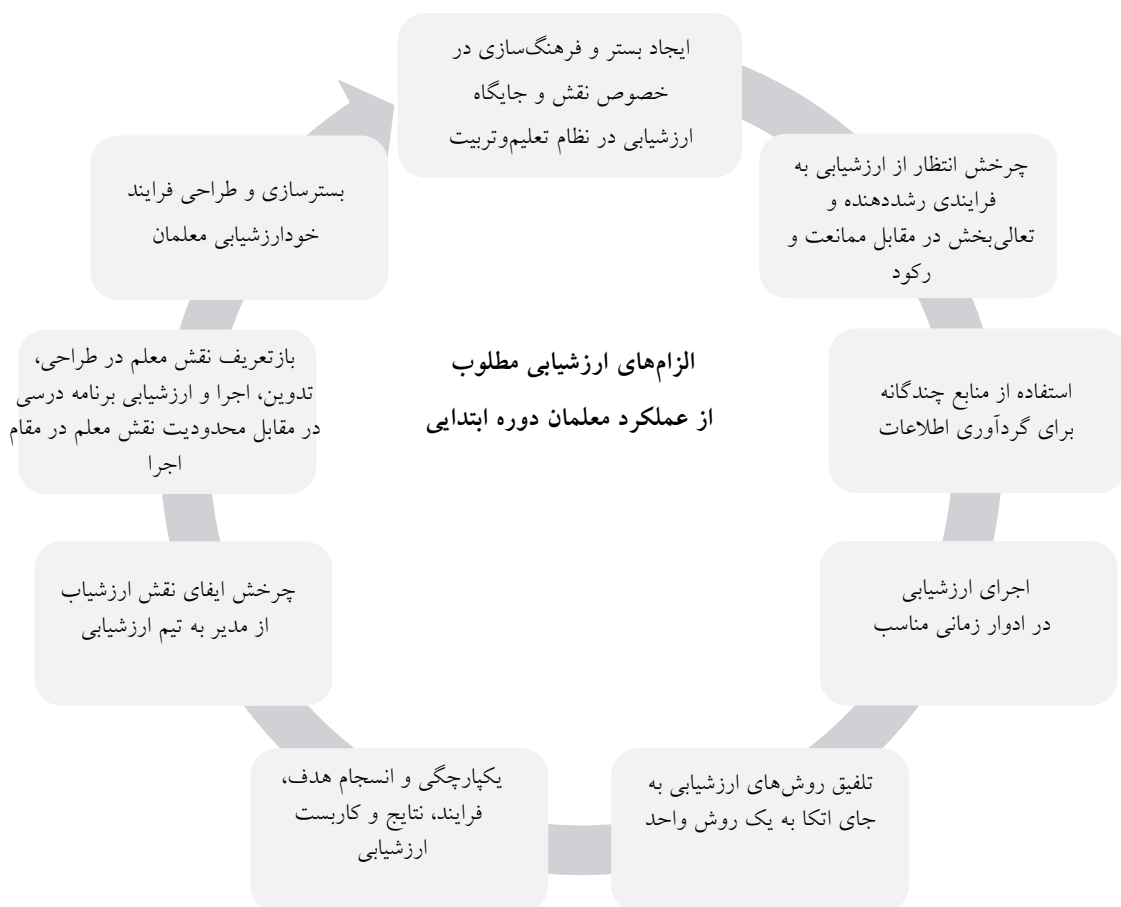 ایجاد بستر و فرهنگ‌سازی در
خصوص نقش و جایگاه
ارزشیابی در نظام تعلیم‌وتربیت
چرخش انتظار از ارزشیابی به
فرایندی رشددهنده و
تعالی‌بخش در مقابل ممانعت و
رکود
استفاده از منابع چندگانه
برای گردآوری اطلاعات
اجرای ارزشیابی
در ادوار زمانی مناسب
تلفیق روش‌های ارزشیابی به
جای اتکا به یک روش واحد
یکپارچگی و انسجام هدف،
فرایند، نتایج و کاربست
ارزشیابی
چرخش ایفای نقش ارزشیاب
از مدیر به تیم ارزشیابی
بازتعریف نقش معلم در طراحی،
تدوین، اجرا و ارزشیابی برنامه درسی
در مقابل محدودیت نقش معلم در مقام
اجرا
بسترسازی و طراحی فرایند
خودارزشیابی معلمان
الزام‌های ارزشیابی مطلوب
از عملکرد معلمان دوره ابتدایی